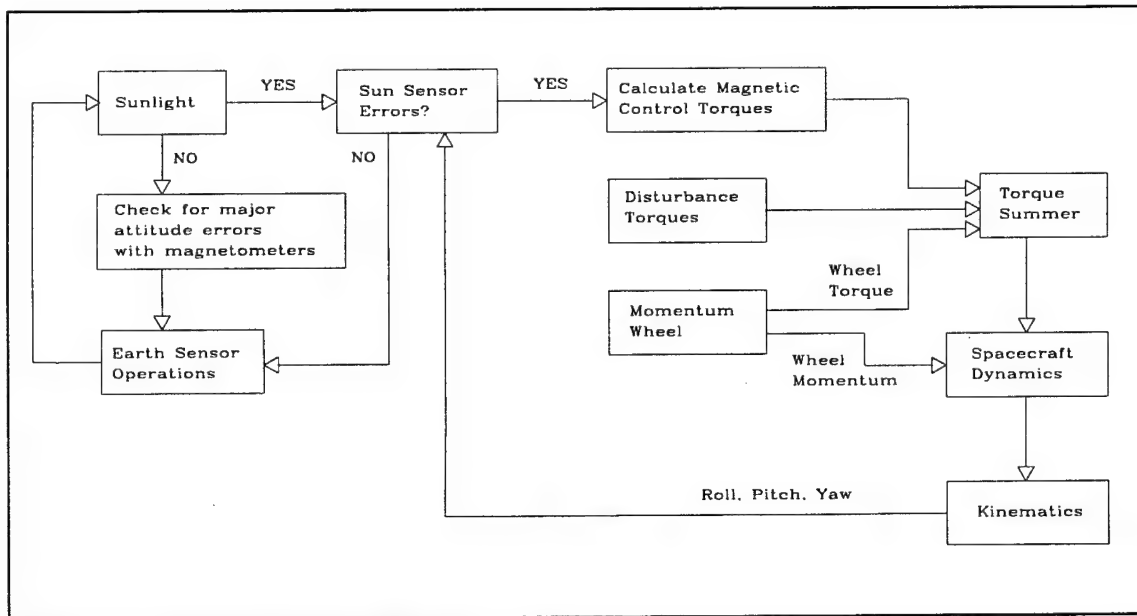 Sunlight
YES
Sun Sensor
Errors?
YES
Calculate Magnetic
Control Torques
NO
NO
Check for major
attitude errors
with magnetometers
Disturbance
Torques
Torque
Summer
Wheel
Torque
Momentum
Wheel
Earth Sensor
Operations
Wheel
Momentum
Spacecraft
Dynamics
Roll, Pitch, Yaw
Kinematics